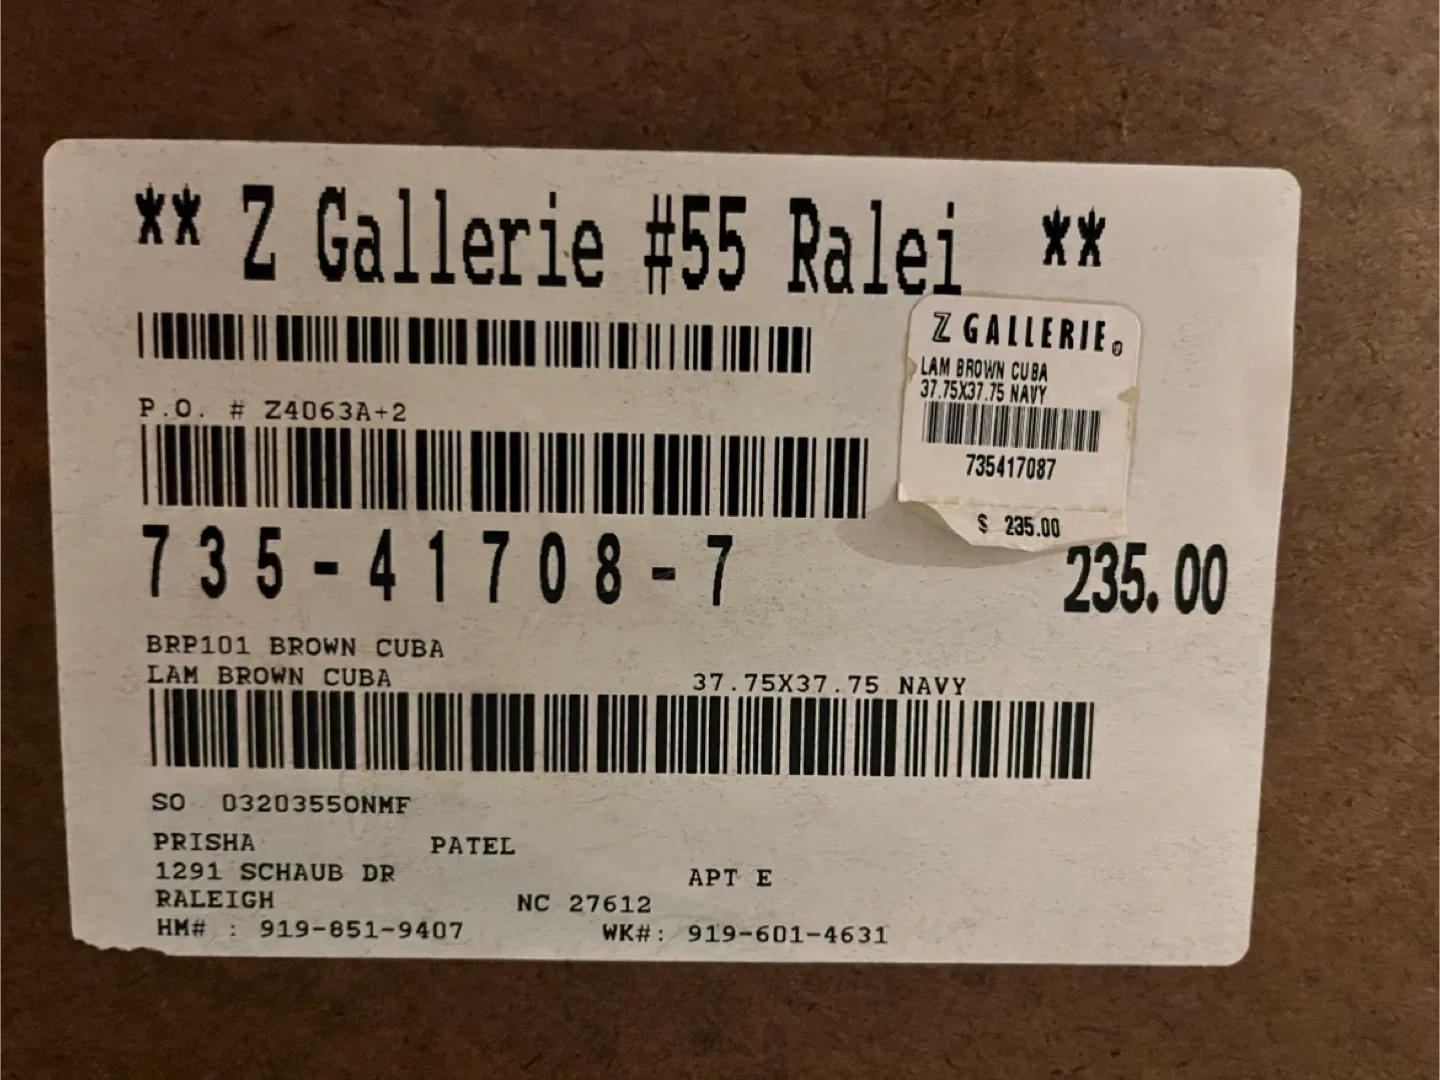 ** Z Gallerie #55 Ralei **
Z GALLERIE®
LAM BROWN CUBA
37.75X37.75 NAVY
735417087
$ 235.00
P.O. # Z4063A+2
735-41708-7 235.00
BRP101 BROWN CUBA
LAM BROWN CUBA 37.75X37.75 NAVY
SO 0320355ONMF
PRISHA PATEL
1291 SCHAUB DR APT E
RALEIGH NC 27612
HM# : 919-851-9407 WK#: 919-601-4631